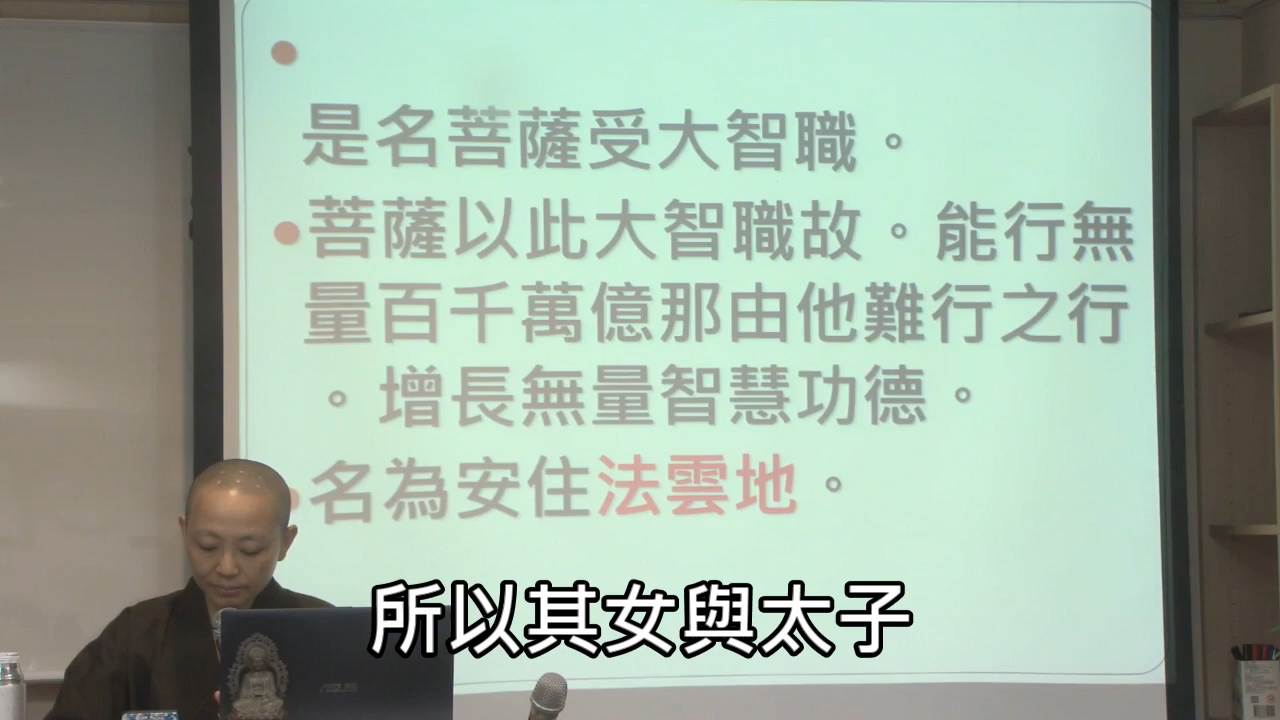 是名菩薩受大智職。
菩薩以此大智職故。能行無
量百千萬億那由他難行之行
。增長無量智慧功德。
名為安住法雲地。
所以其女與太子
ASUS